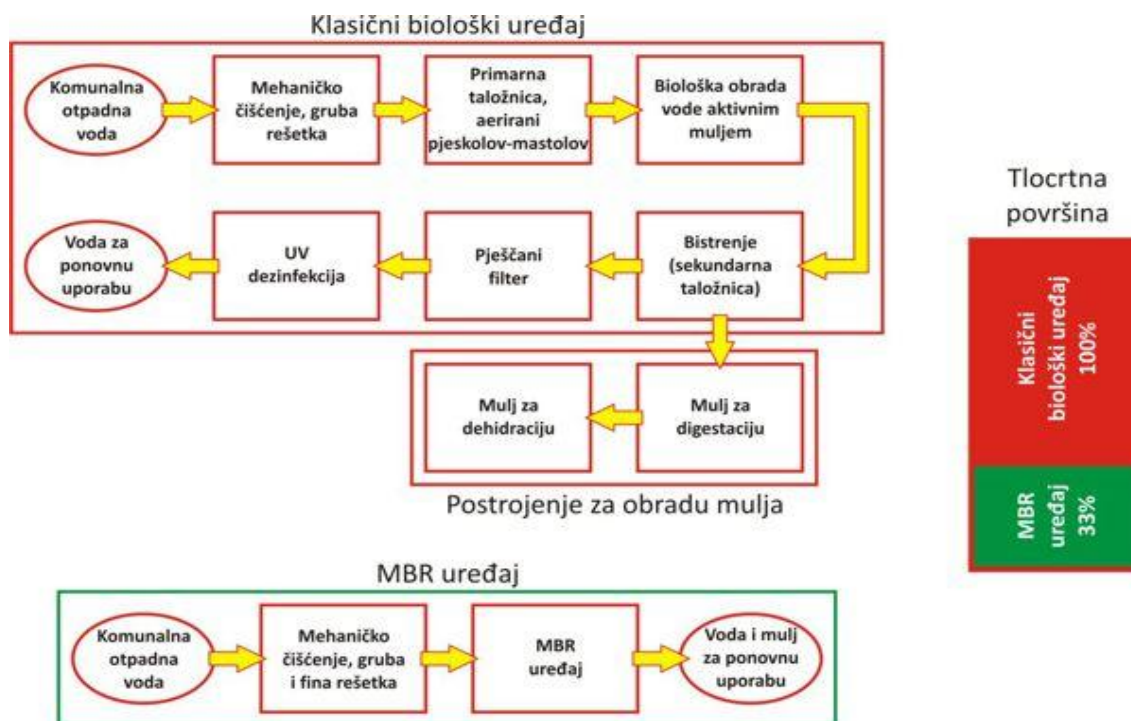 Klasični biološki uređaj
Komunalna
otpadna
voda
Mehaničko
čišćenje, gruba
rešetka
Primarna
taložnica,
aerirani
pjeskolov-mastolov
Biološka obrada
vode aktivnim
muljem
Voda za
ponovnu
uporabu
UV
dezinfekcija
Pješčani
filter
Bistrenje
(sekundarna
taložnica)
Mulj za
dehidraciju
Mulj za
digestaciju
Postrojenje za obradu mulja
Tlocrtna
površina
Klasični
biološki uređaj
100%
MBR
uređaj
33%
MBR uređaj
Komunalna
otpadna
voda
Mehaničko
čišćenje, gruba
i fina rešetka
MBR
uređaj
Voda i mulj
za ponovnu
uporabu